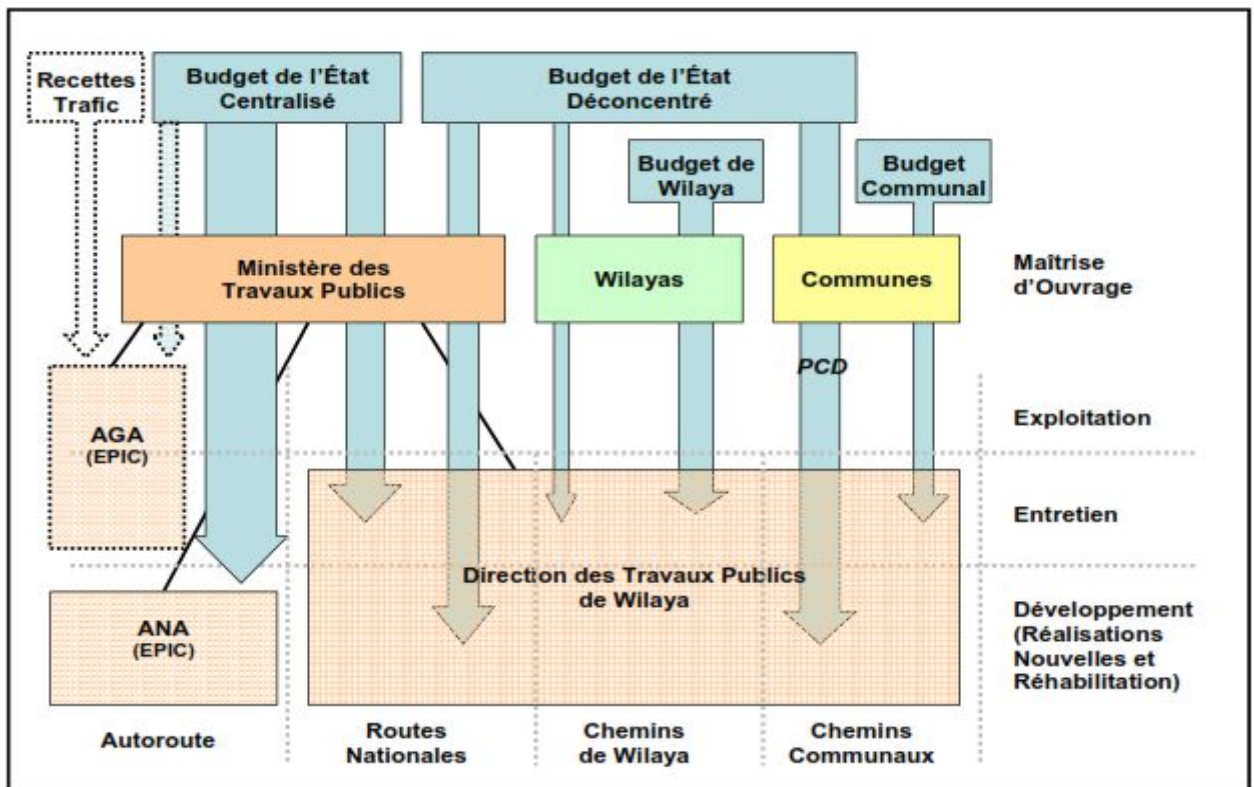 Recettes
Trafic
Budget de l'État
Centralisé
Budget de l'État
Déconcentré
Budget de
Wilaya
Budget
Communal
Ministère des
Travaux Publics
Wilayas
Communes
Maîtrise
d'Ouvrage
PCD
AGA
(EPIC)
Exploitation
Entretien
Direction des Travaux Publics
de Wilaya
ANA
(EPIC)
Développement
(Réalisations
Nouvelles et
Réhabilitation)
Autoroute
Routes
Nationales
Chemins
de Wilaya
Chemins
Communaux